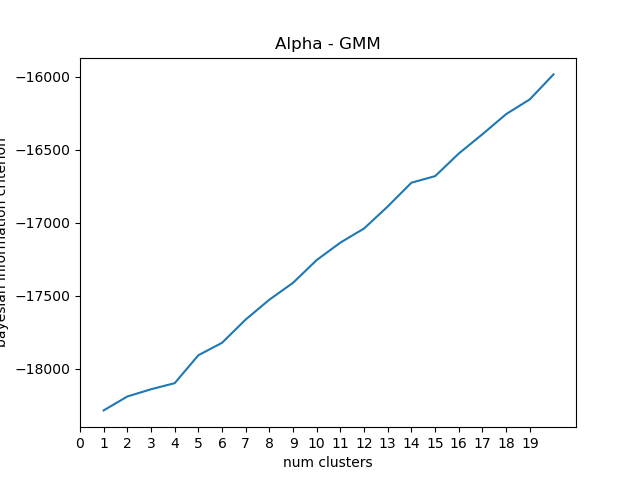 Alpha - GMM
−16000
−16500
−17000
−17500
−18000
bayesian information criterion
0 1 2 3 4 5 6 7 8 9 10 11 12 13 14 15 16 17 18 19
num clusters